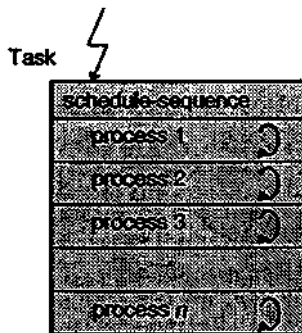 Task
schedule-sequence
process 1
process 2
process 3
process n